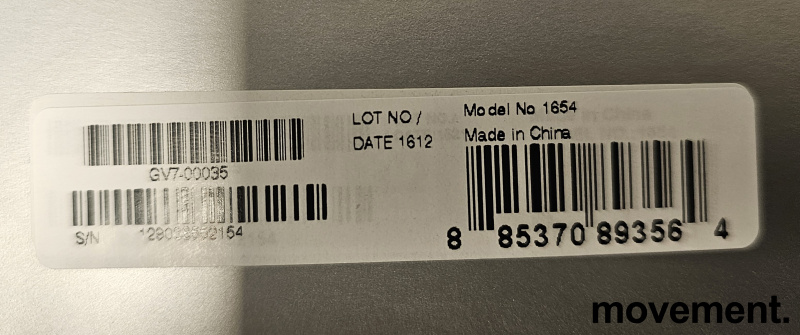 GV7-00035
S/N
LOT NO /
DATE 1612
Model No 1654
Made in China
8 85370 89356 4
movement.